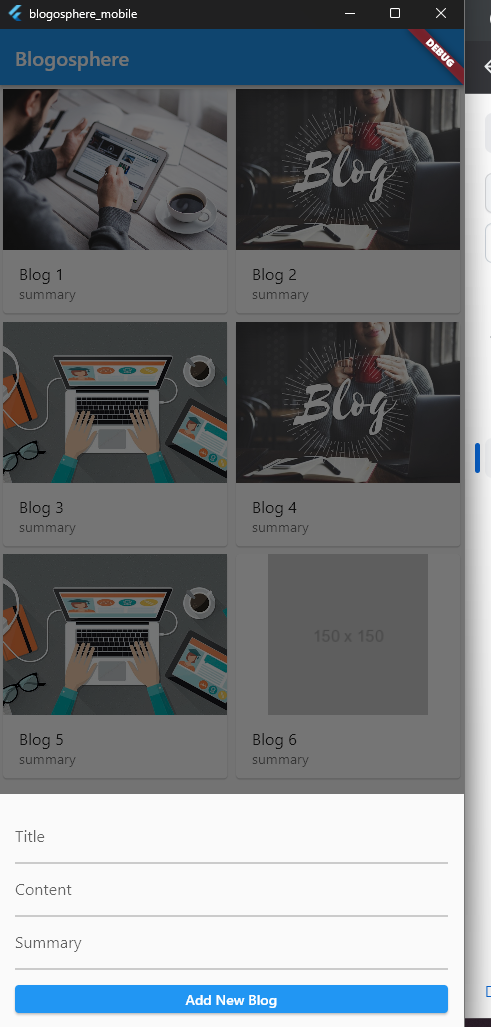 blogosphere_mobile
Blogosphere
DEBUG
Blog
Blog 1
summary
Blog 2
summary
Blog
Blog 3
summary
Blog 4
summary
150 x 150
Blog 5
summary
Blog 6
summary
Title
Content
Summary
Add New Blog